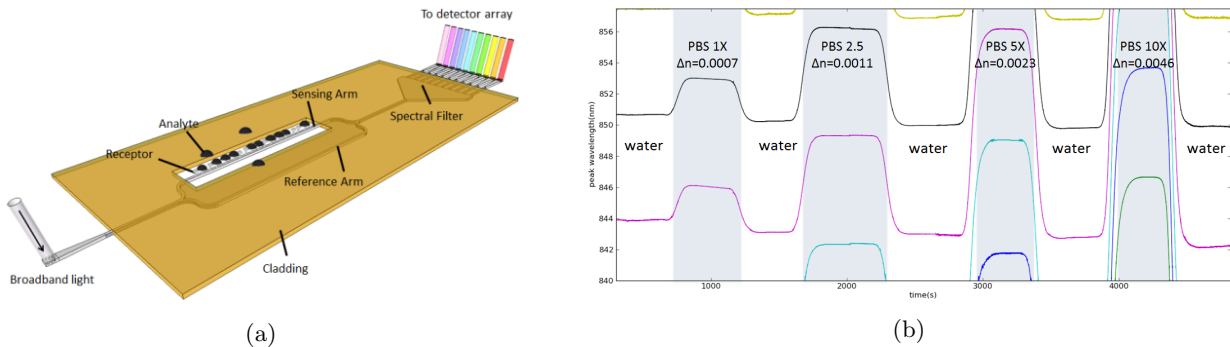 To detector array
Sensing Arm
Analyte
Spectral Filter
Receptor
Reference Arm
Broadband light
Cladding
(a)
peak wavelength(nm)
856
854
852
850
848
846
844
842
840
PBS 1X
Δn=0.0007
PBS 2.5
Δn=0.0011
PBS 5X
Δn=0.0023
PBS 10X
Δn=0.0046
water
water
water
water
water
1000
2000
3000
4000
time(s)
(b)